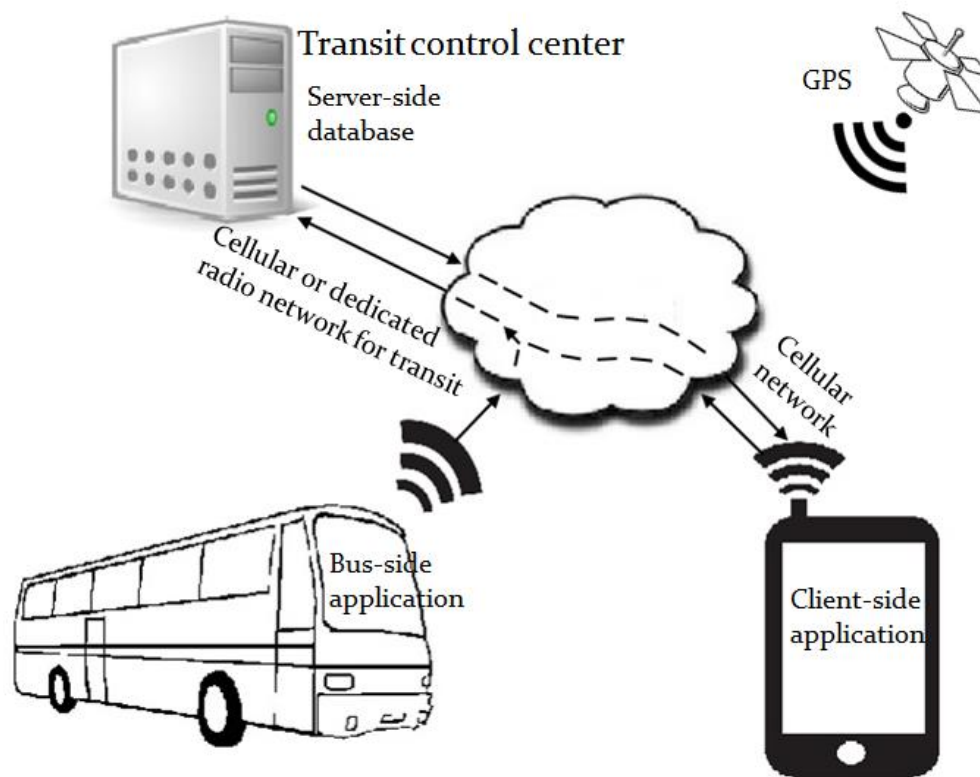 Transit control center
Server-side
database
GPS
Cellular or dedicated
radio network for transit
Cellular
network
Bus-side
application
Client-side
application